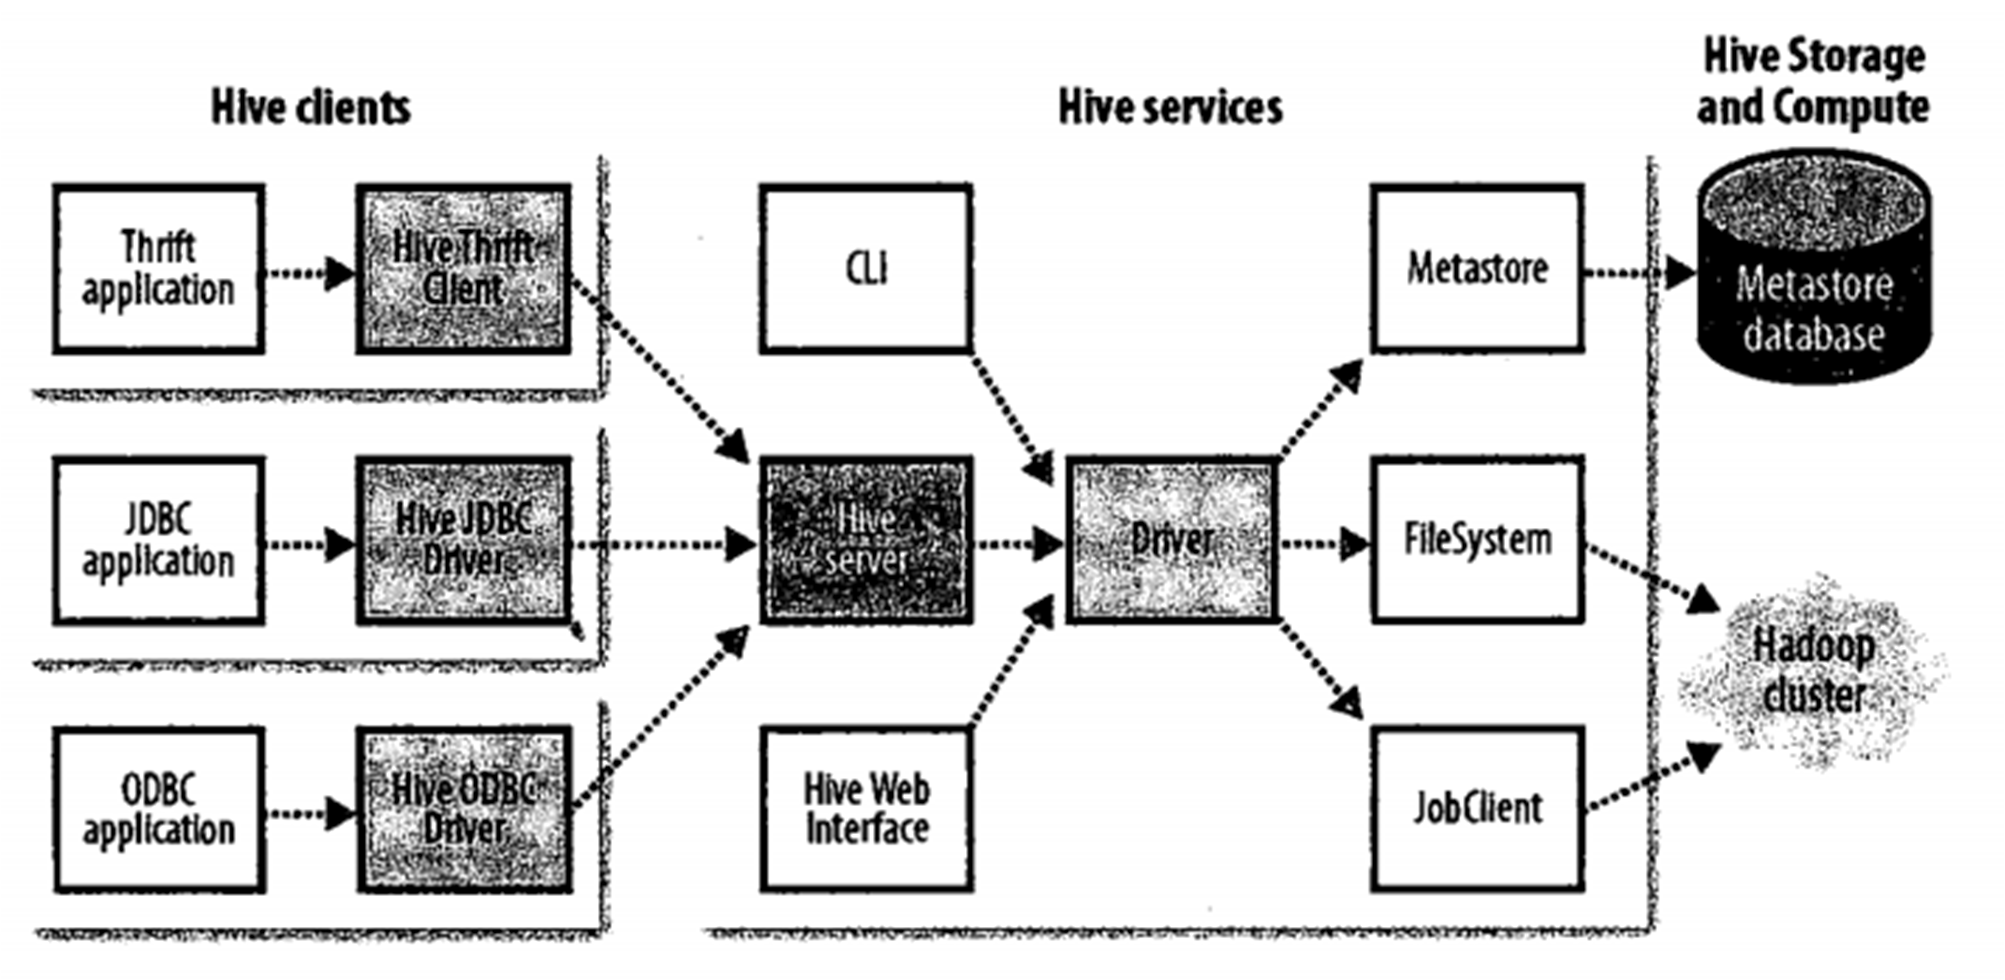 Hive Storage
and Compute
Hive clients
Hive services
Thrift
application
Hive Thrift
Client
CLI
Metastore
Metastore
database
JDBC
application
Hive JDBC
Driver
Hive
server
Driver
FileSystem
Hadoop
cluster
ODBC
application
Hive ODBC
Driver
Hive Web
Interface
JobClient